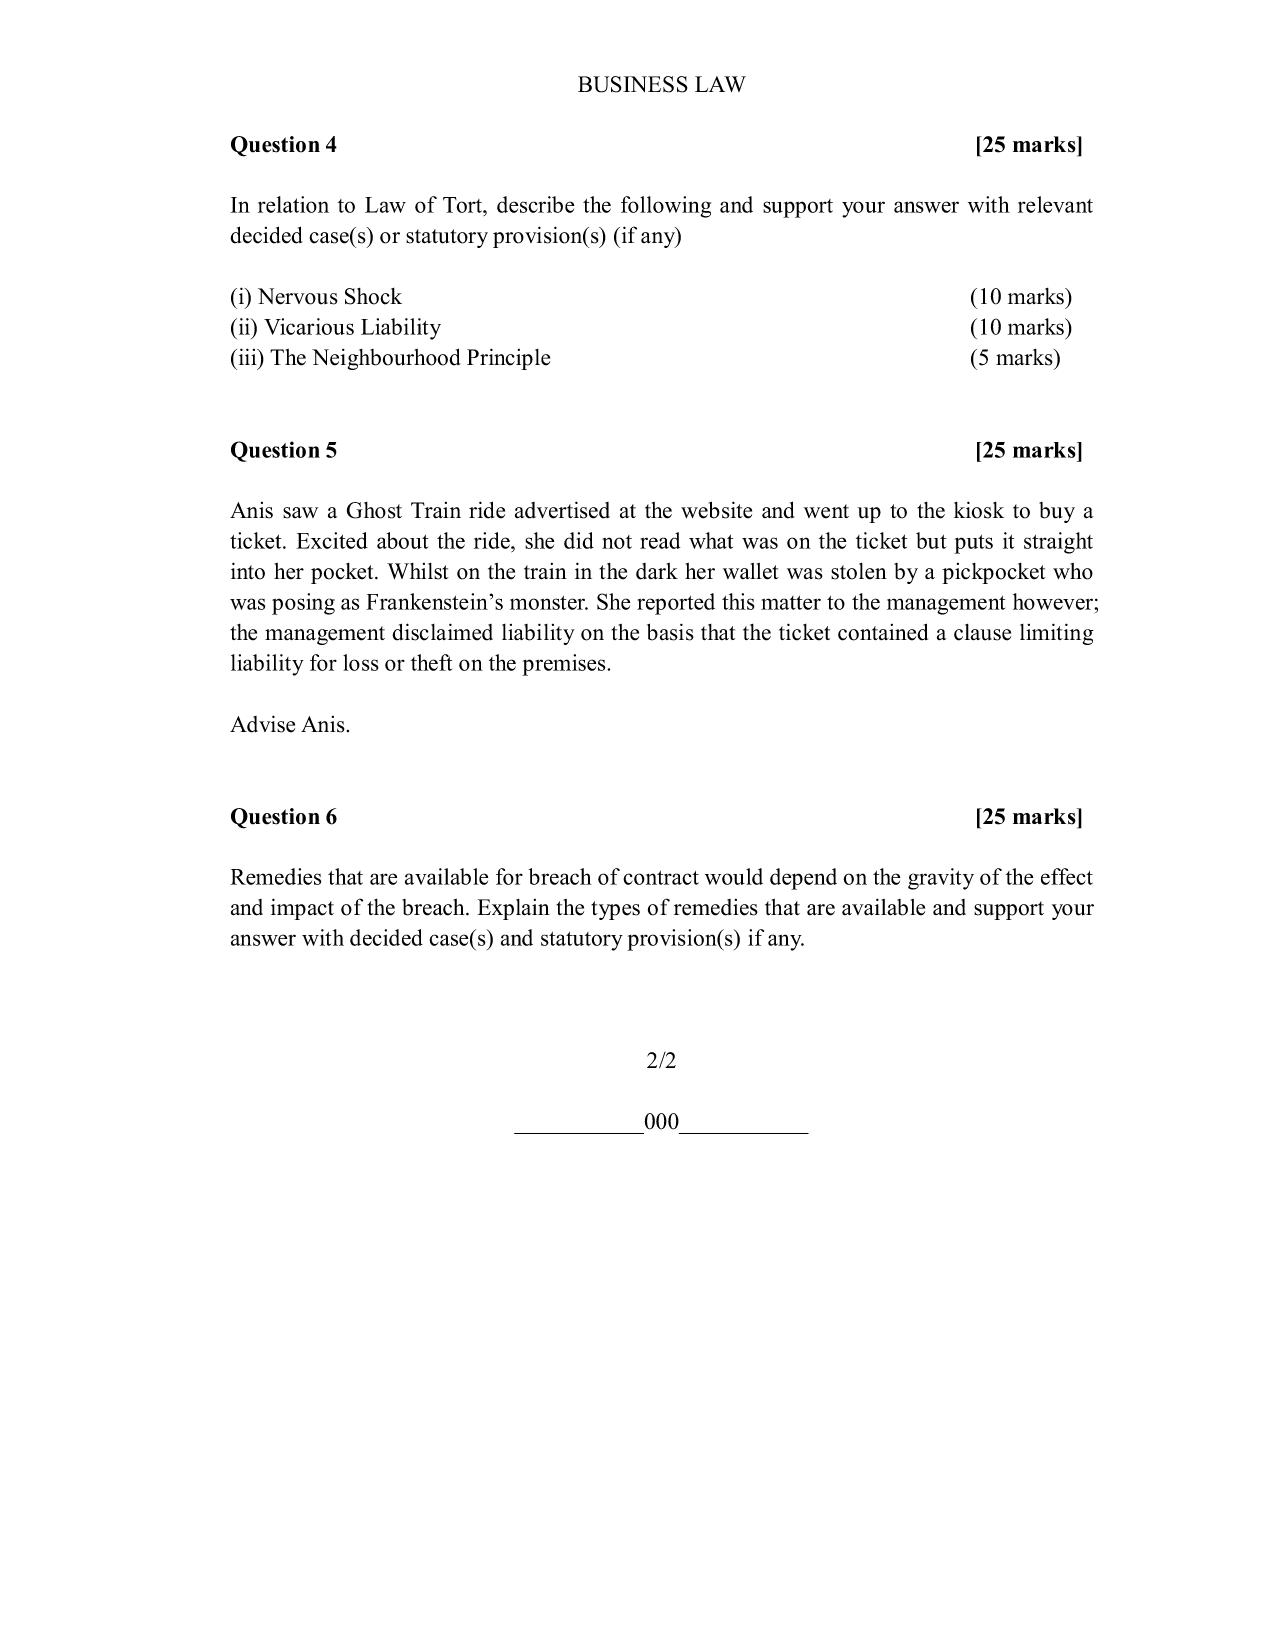 BUSINESS LAW
Question 4 [25 marks]
In relation to Law of Tort, describe the following and support your answer with relevant
decided case(s) or statutory provision(s) (if any)
(i) Nervous Shock (10 marks)
(ii) Vicarious Liability (10 marks)
(iii) The Neighbourhood Principle (5 marks)
Question 5 [25 marks]
Anis saw a Ghost Train ride advertised at the website and went up to the kiosk to buy a
ticket. Excited about the ride, she did not read what was on the ticket but puts it straight
into her pocket. Whilst on the train in the dark her wallet was stolen by a pickpocket who
was posing as Frankenstein’s monster. She reported this matter to the management however;
the management disclaimed liability on the basis that the ticket contained a clause limiting
liability for loss or theft on the premises.
Advise Anis.
Question 6 [25 marks]
Remedies that are available for breach of contract would depend on the gravity of the effect
and impact of the breach. Explain the types of remedies that are available and support your
answer with decided case(s) and statutory provision(s) if any.
2/2
___________000___________